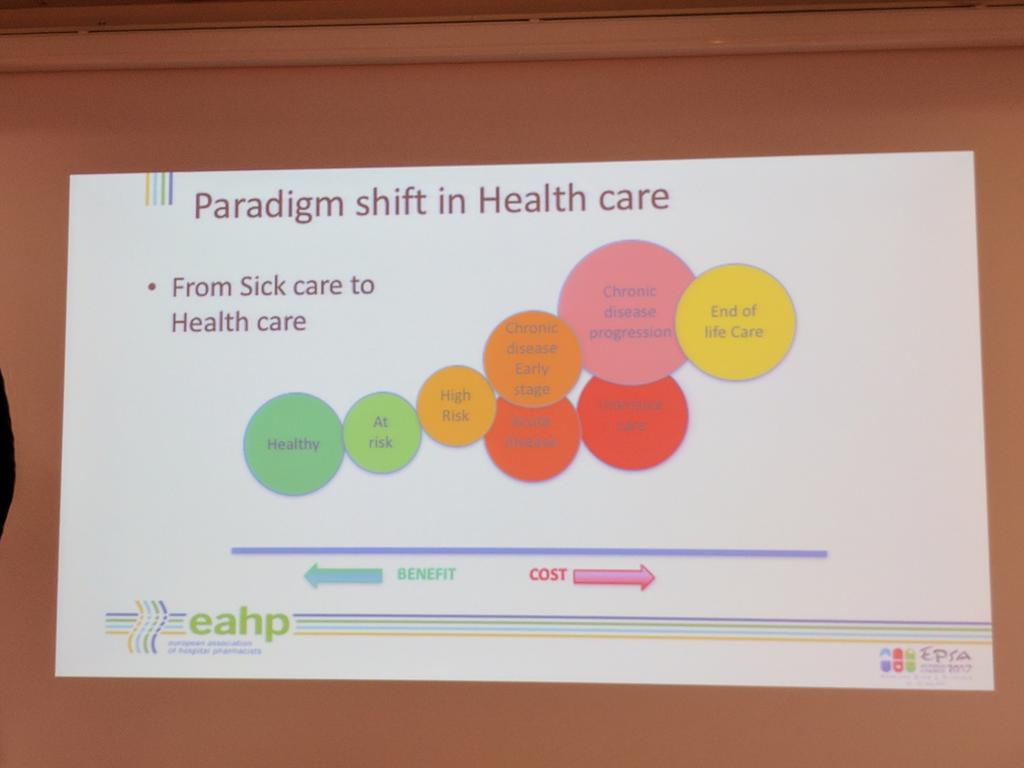 Paradigm shift in Health care
• From Sick care to
Health care
Healthy
At
risk
High
Risk
Chronic
disease
Early
stage
Acute
disease
Chronic
disease
progression
Intensive
care
End of
life Care
BENEFIT
COST
eahp
european association
of hospital pharmacists
EPSA
2017